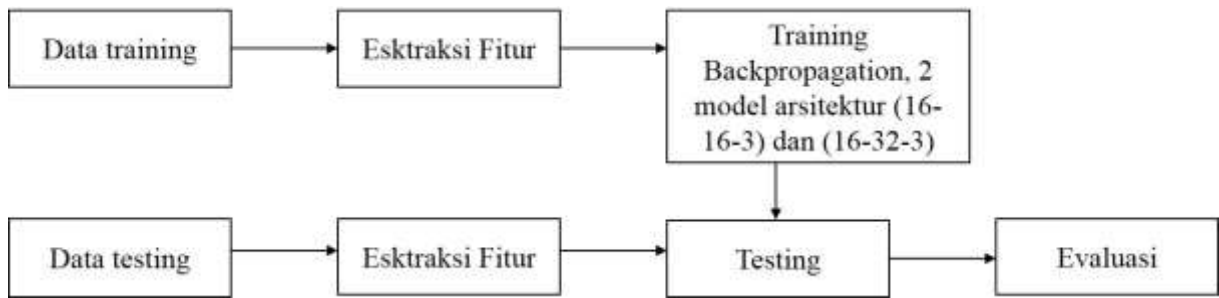 Data training
Esktraksi Fitur
Training
Backpropagation, 2
model arsitektur (16-
16-3) dan (16-32-3)
Data testing
Esktraksi Fitur
Testing
Evaluasi